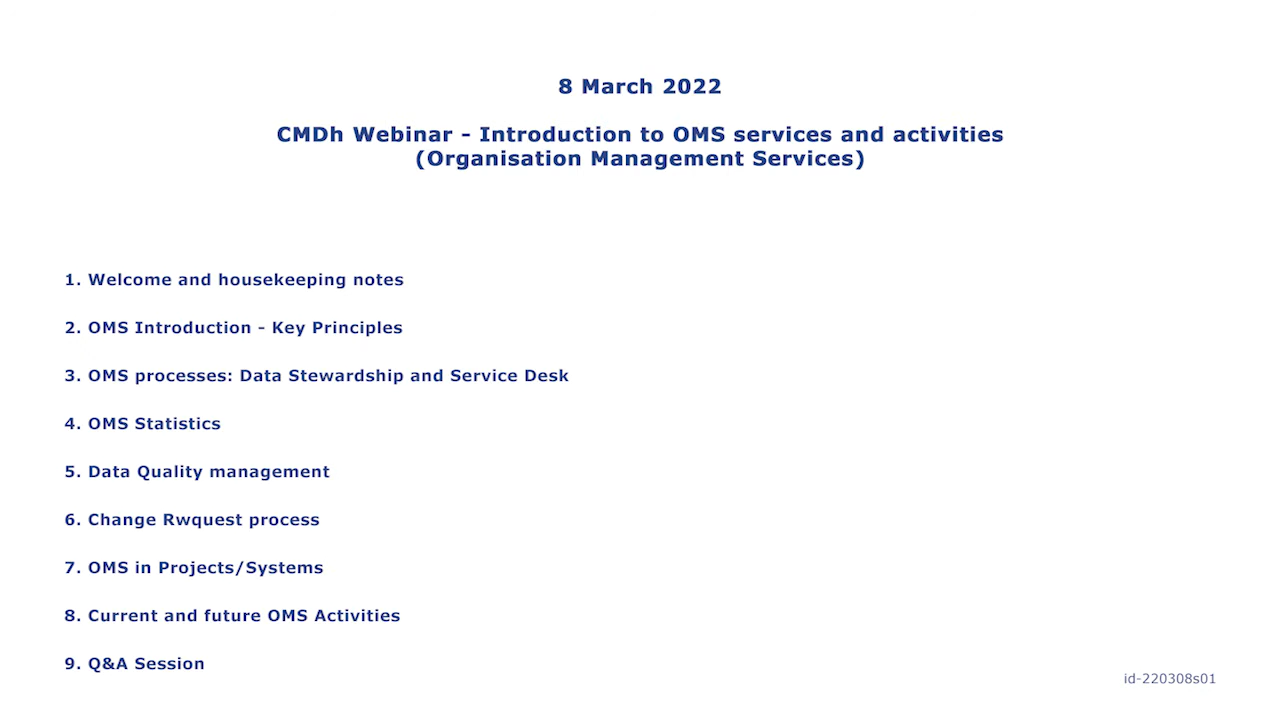 8 March 2022
CMDh Webinar - Introduction to OMS services and activities
(Organisation Management Services)
1. Welcome and housekeeping notes
2. OMS Introduction - Key Principles
3. OMS processes: Data Stewardship and Service Desk
4. OMS Statistics
5. Data Quality management
6. Change Rwquest process
7. OMS in Projects/Systems
8. Current and future OMS Activities
9. Q&A Session
id-220308s01